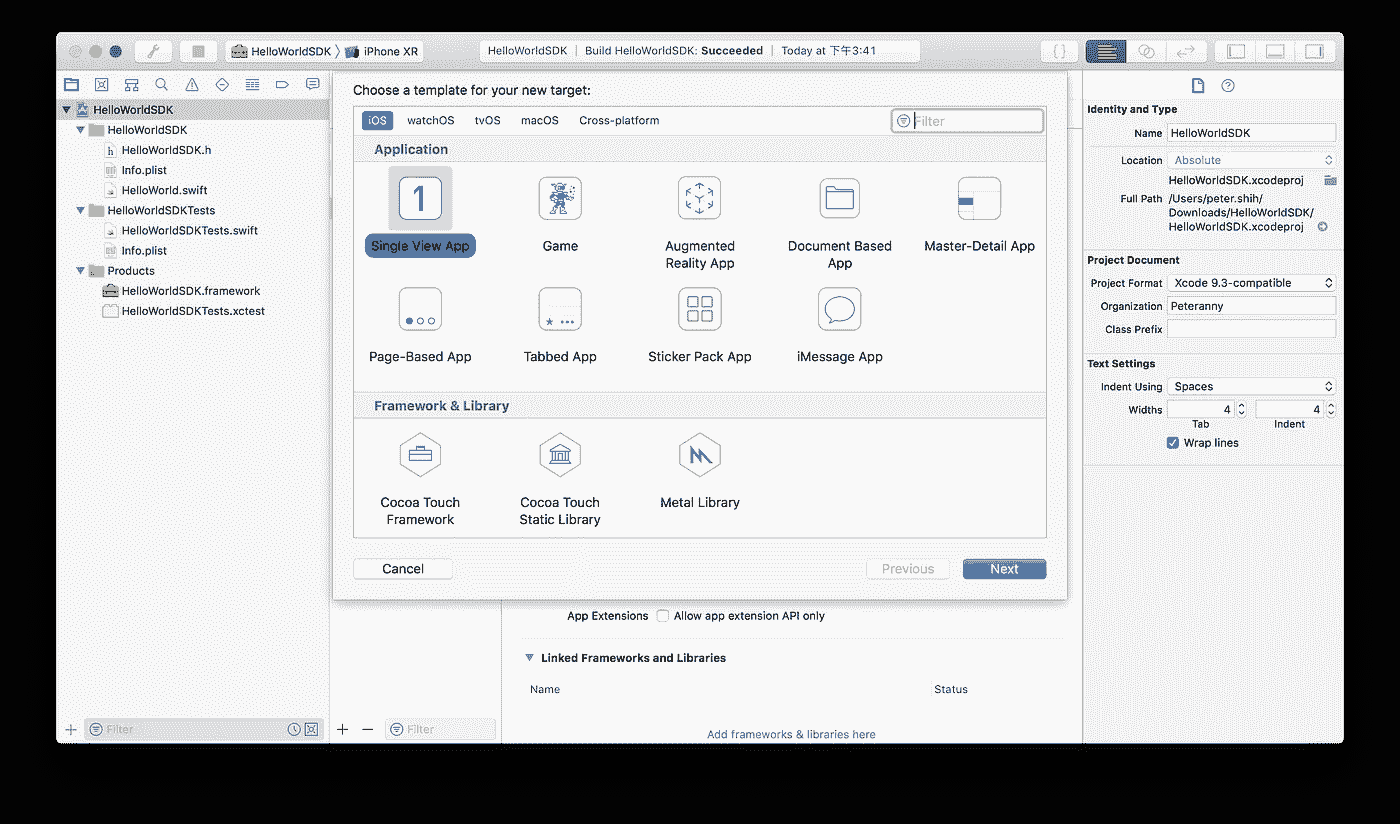 HelloWorldSDK 〉 iPhone XR
HelloWorldSDK | Build HelloWorldSDK: Succeeded | Today at 下午3:41
{ }
HelloWorldSDK
HelloWorldSDK
h HelloWorldSDK.h
Info.plist
HelloWorld.swift
HelloWorldSDKTests
HelloWorldSDKTests.swift
Info.plist
Products
HelloWorldSDK.framework
HelloWorldSDKTests.xctest
Filter
Choose a template for your new target:
iOS watchOS tvOS macOS Cross-platform
Filter
Application
1
Single View App
Game
Augmented
Reality App
Document Based
App
Master-Detail App
Page-Based App
Tabbed App
Sticker Pack App
iMessage App
Framework & Library
Cocoa Touch
Framework
Cocoa Touch
Static Library
Metal Library
Cancel
Previous
Next
Filter
App Extensions Allow app extension API only
Linked Frameworks and Libraries
Name Status
Add frameworks & libraries here
Identity and Type
Name HelloWorldSDK
Location Absolute
HelloWorldSDK.xcodeproj
Full Path /Users/peter.shih/
Downloads/HelloWorldSDK/
HelloWorldSDK.xcodeproj
Project Document
Project Format Xcode 9.3-compatible
Organization Peteranny
Class Prefix
Text Settings
Indent Using Spaces
Widths 4 4
Tab Indent
Wrap lines